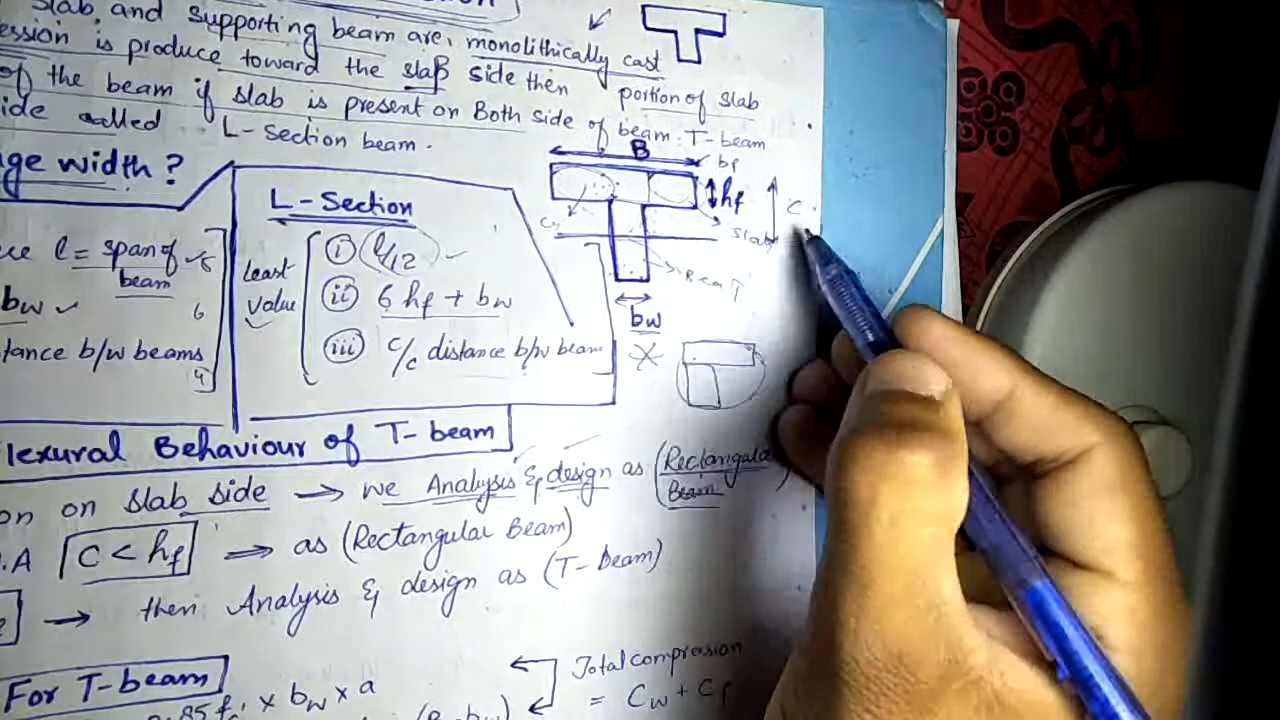 Slab and supporting beam are, monolithically cast
ession is produce toward the slab side then portion of slab
of the beam if slab is present on Both side of beam: T-beam
ide called L-Section beam.
ge width?
B
bf
hf
C
Slab
Beam
bw
L-Section
Least Value
i) l/12
ii) 6 hf + bw
iii) c/c distance b/w beam
l = span of beam
bw
6
tance b/w beams
4
lexural Behaviour of T-beam
on on slab side → we Analysis & design as (Rectangular Beam
.A C < hf ⇒ as (Rectangular Beam)
→ then Analysis & design as (T-beam)
For T-beam
.85 f'c × bw × a
Total compression
= Cw + Cf